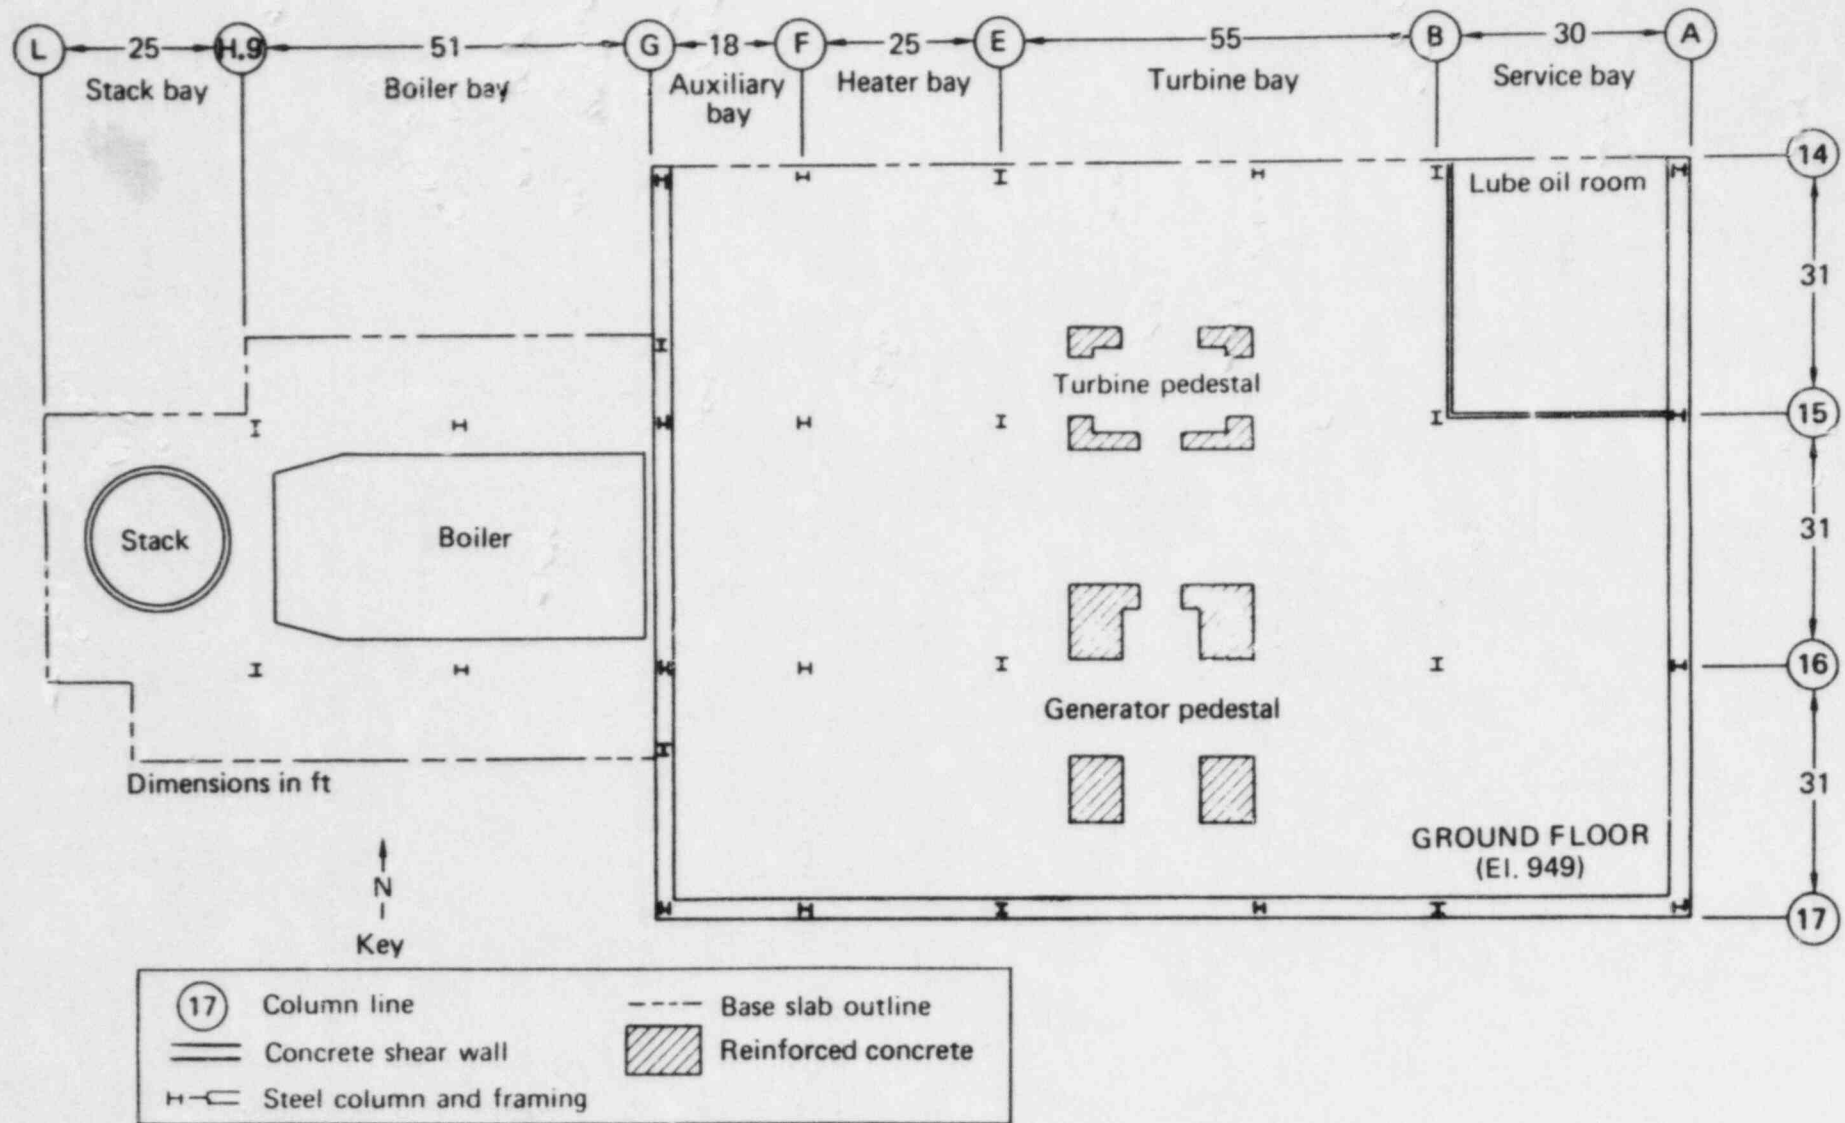 L 25 H.9 51 G 18 F 25 E 55 B 30 A
Stack bay Boiler bay Auxiliary Heater bay Turbine bay Service bay
bay
14
Lube oil room
31
Turbine pedestal
15
Stack Boiler
31
16
Generator pedestal
Dimensions in ft
31
GROUND FLOOR
(El. 949)
N
17
Key
17 Column line
Base slab outline
Concrete shear wall
Reinforced concrete
Steel column and framing